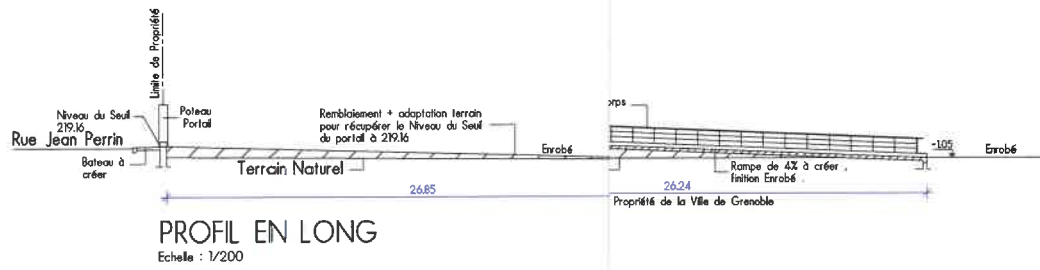 Limite de Propriété
Niveau du Seuil
219.16
Poteau
Portail
Rue Jean Perrin
Bateau à
créer
Remblaiement + adaptation terrain
pour récupérer le Niveau du Seuil
du portail à 219.16
Terrain Naturel
Enrobé
orps
-1.05
Enrobé
Rampe de 4% à créer
finition Enrobé
26.85
26.24
Propriété de la Ville de Grenoble
PROFIL EN LONG
Echelle : 1/200